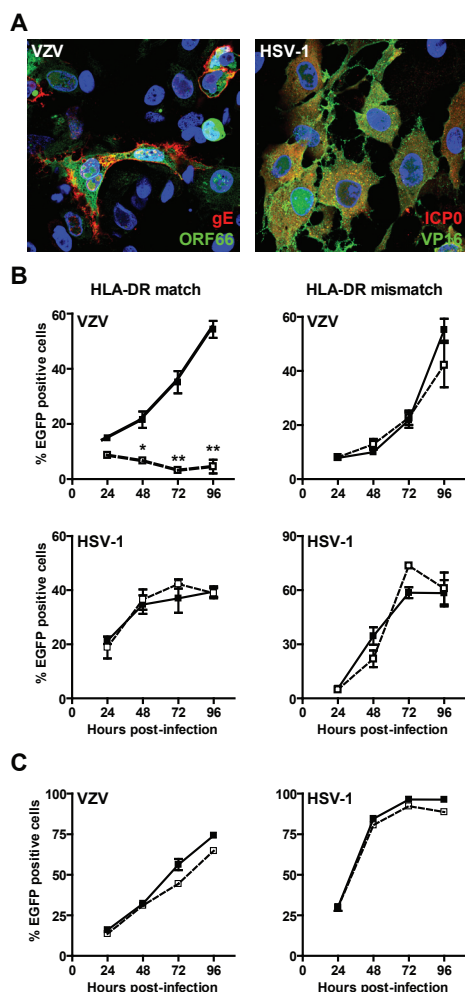 A
VZV
gE
ORF66
HSV-1
ICP0
VP16
B
HLA-DR match
HLA-DR mismatch
VZV
% EGFP positive cells
60
40
20
0
0 24 48 72 96
* ** **
VZV
60
40
20
0
0 24 48 72 96
HSV-1
% EGFP positive cells
60
40
20
0
0 24 48 72 96
Hours post-infection
HSV-1
90
60
30
0
0 24 48 72 96
Hours post-infection
C
VZV
% EGFP positive cells
100
75
50
25
0
0 24 48 72 96
Hours post-infection
HSV-1
100
75
50
25
0
0 24 48 72 96
Hours post-infection